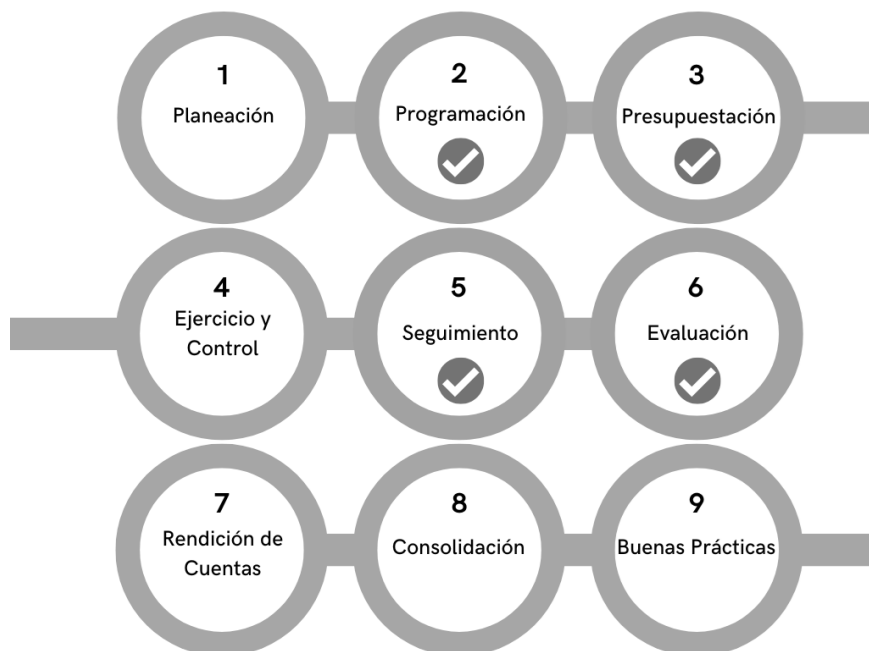 1
Planeación
2
Programación
3
Presupuestación
4
Ejercicio y
Control
5
Seguimiento
6
Evaluación
7
Rendición de
Cuentas
8
Consolidación
9
Buenas Prácticas